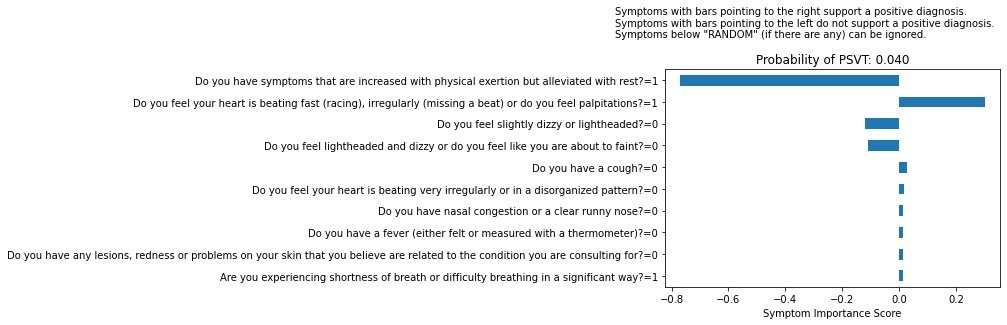 Symptoms with bars pointing to the right support a positive diagnosis.
Symptoms with bars pointing to the left do not support a positive diagnosis.
Symptoms below "RANDOM" (if there are any) can be ignored.
Probability of PSVT: 0.040
Do you have symptoms that are increased with physical exertion but alleviated with rest?=1
Do you feel your heart is beating fast (racing), irregularly (missing a beat) or do you feel palpitations?=1
Do you feel slightly dizzy or lightheaded?=0
Do you feel lightheaded and dizzy or do you feel like you are about to faint?=0
Do you have a cough?=0
Do you feel your heart is beating very irregularly or in a disorganized pattern?=0
Do you have nasal congestion or a clear runny nose?=0
Do you have a fever (either felt or measured with a thermometer)?=0
Do you have any lesions, redness or problems on your skin that you believe are related to the condition you are consulting for?=0
Are you experiencing shortness of breath or difficulty breathing in a significant way?=1
−0.8 −0.6 −0.4 −0.2 0.0 0.2
Symptom Importance Score